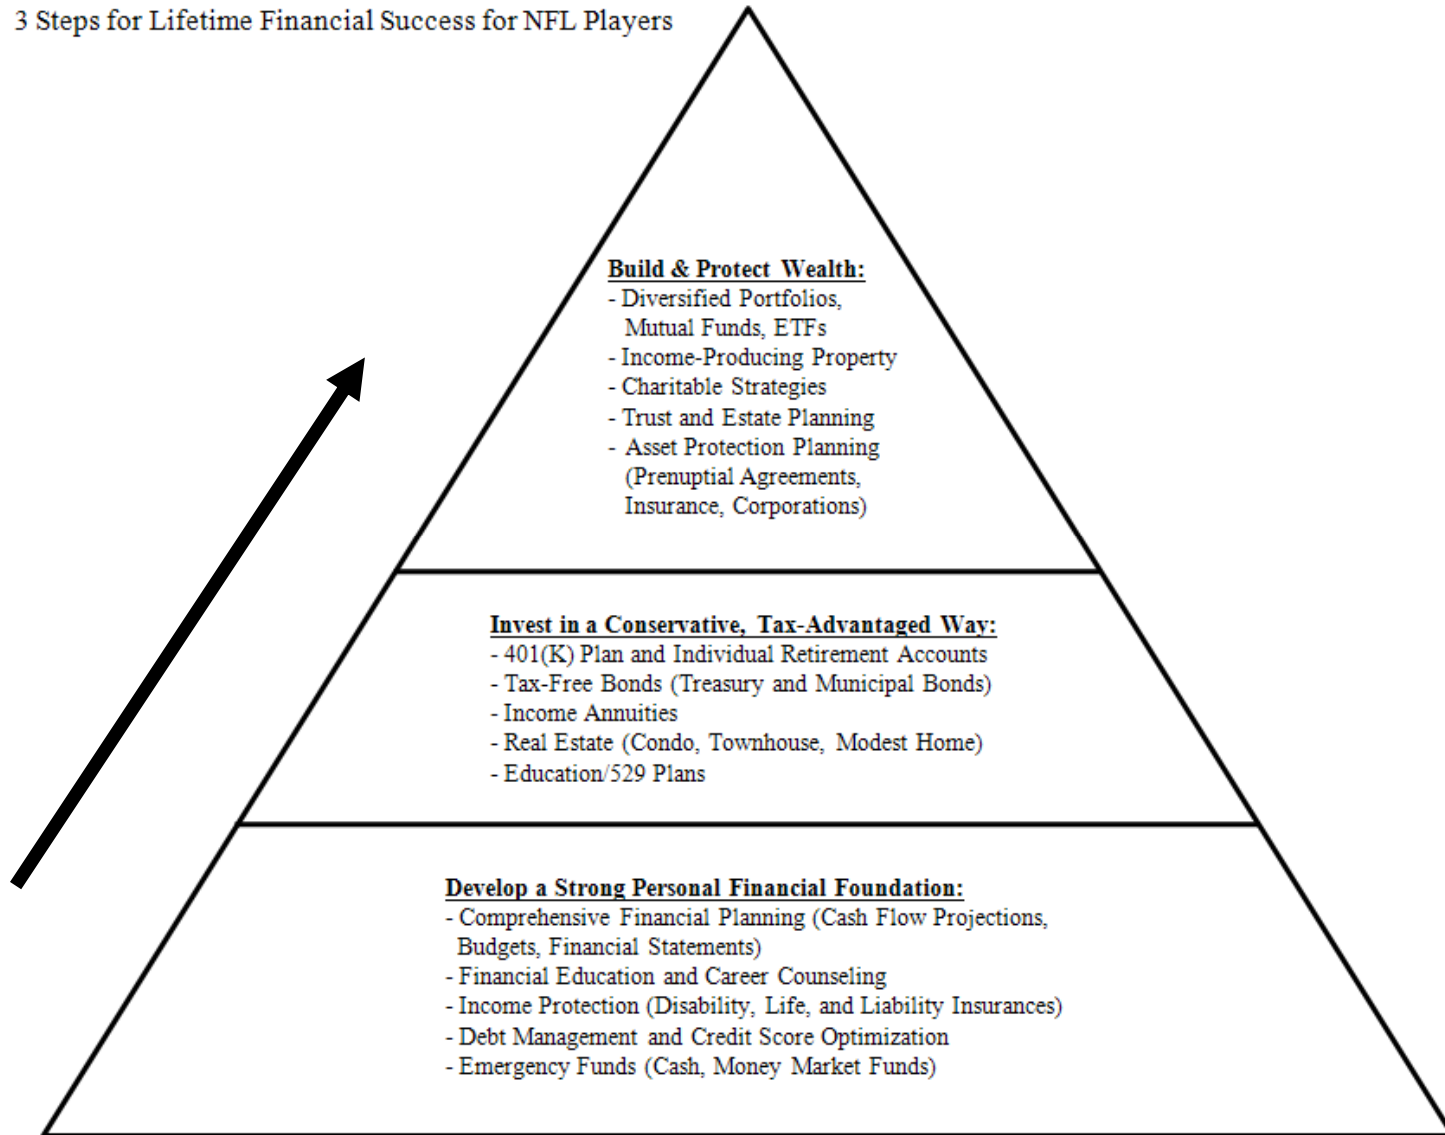 3 Steps for Lifetime Financial Success for NFL Players
Build & Protect Wealth:
- Diversified Portfolios,
Mutual Funds, ETFs
- Income-Producing Property
- Charitable Strategies
- Trust and Estate Planning
- Asset Protection Planning
(Prenuptial Agreements,
Insurance, Corporations)
Invest in a Conservative, Tax-Advantaged Way:
- 401(K) Plan and Individual Retirement Accounts
- Tax-Free Bonds (Treasury and Municipal Bonds)
- Income Annuities
- Real Estate (Condo, Townhouse, Modest Home)
- Education/529 Plans
Develop a Strong Personal Financial Foundation:
- Comprehensive Financial Planning (Cash Flow Projections,
Budgets, Financial Statements)
- Financial Education and Career Counseling
- Income Protection (Disability, Life, and Liability Insurances)
- Debt Management and Credit Score Optimization
- Emergency Funds (Cash, Money Market Funds)